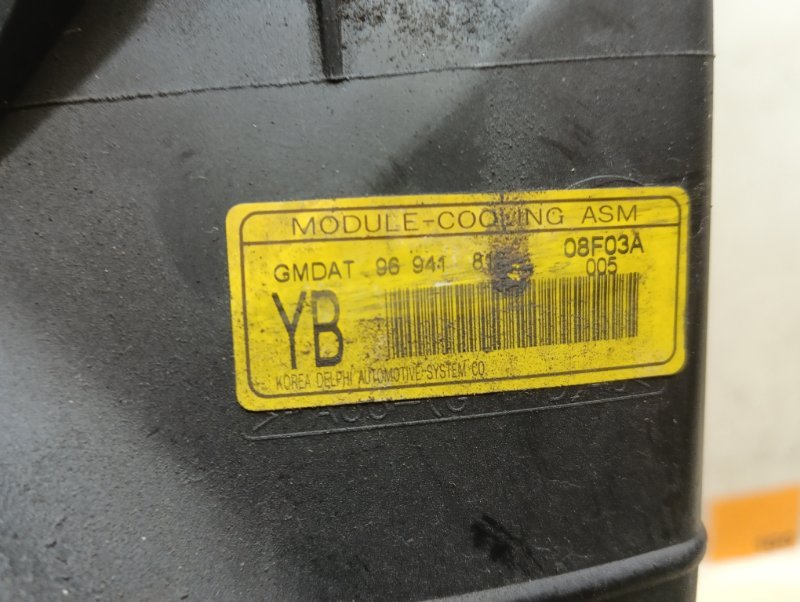 MODULE-COOLING ASM
GMDAT 96 941 08F03A
005
YB
KOREA DELPHI AUTOMOTIVE SYSTEM CO.